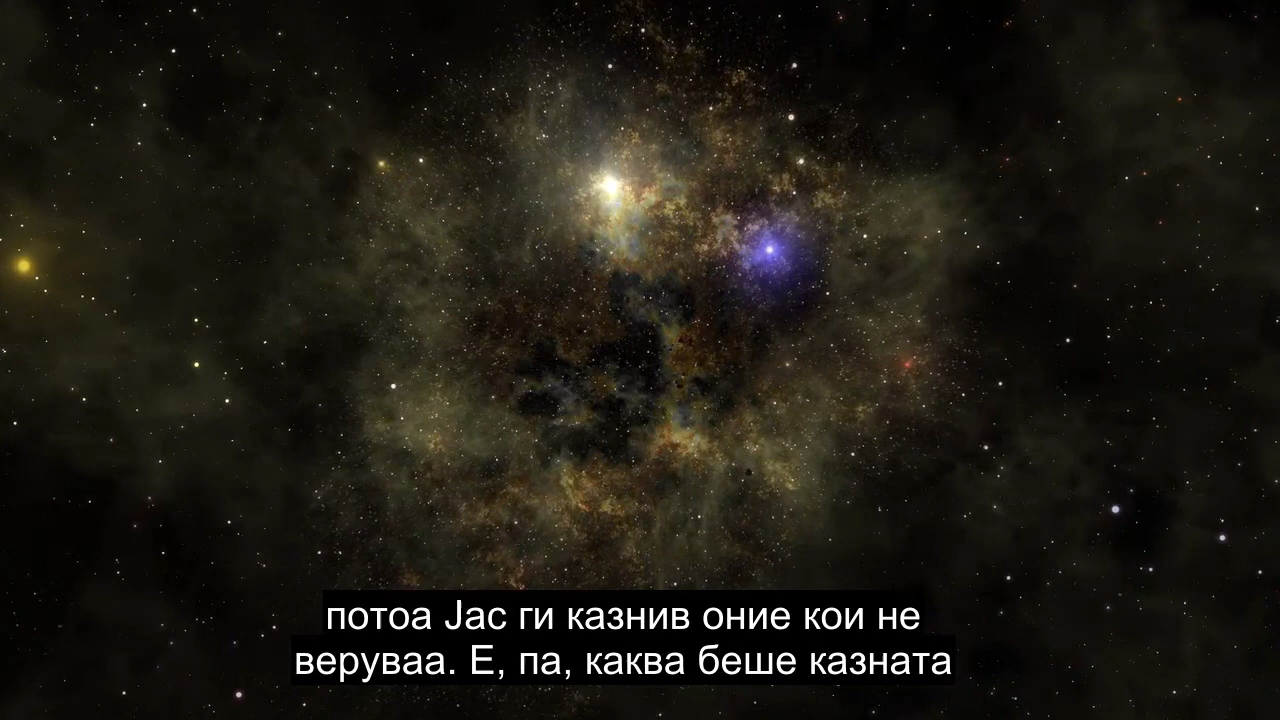 потоа Јас ги казнив оние кои не
веруваа. Е, па, каква беше казната